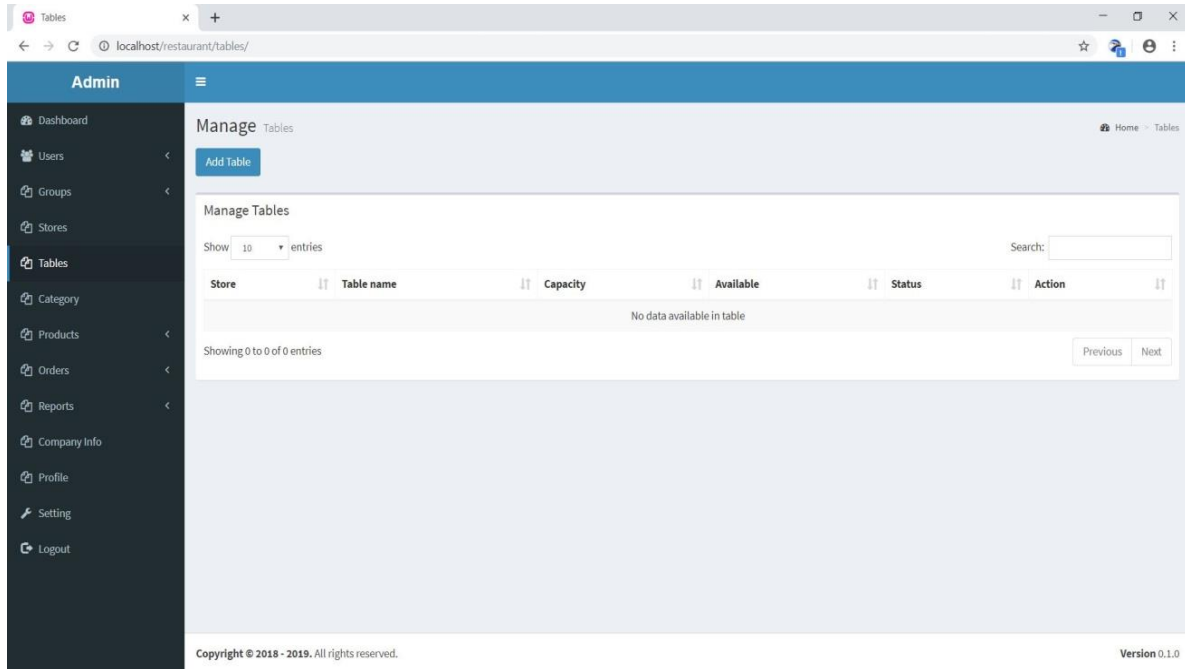 Tables
localhost/restaurant/tables/
Admin
Dashboard
Users
Groups
Stores
Tables
Category
Products
Orders
Reports
Company Info
Profile
Setting
Logout
Manage Tables
Home > Tables
Add Table
Manage Tables
Show 10 entries
Search:
Store Table name Capacity Available Status Action
No data available in table
Showing 0 to 0 of 0 entries
Previous Next
Copyright © 2018 - 2019. All rights reserved.
Version 0.1.0